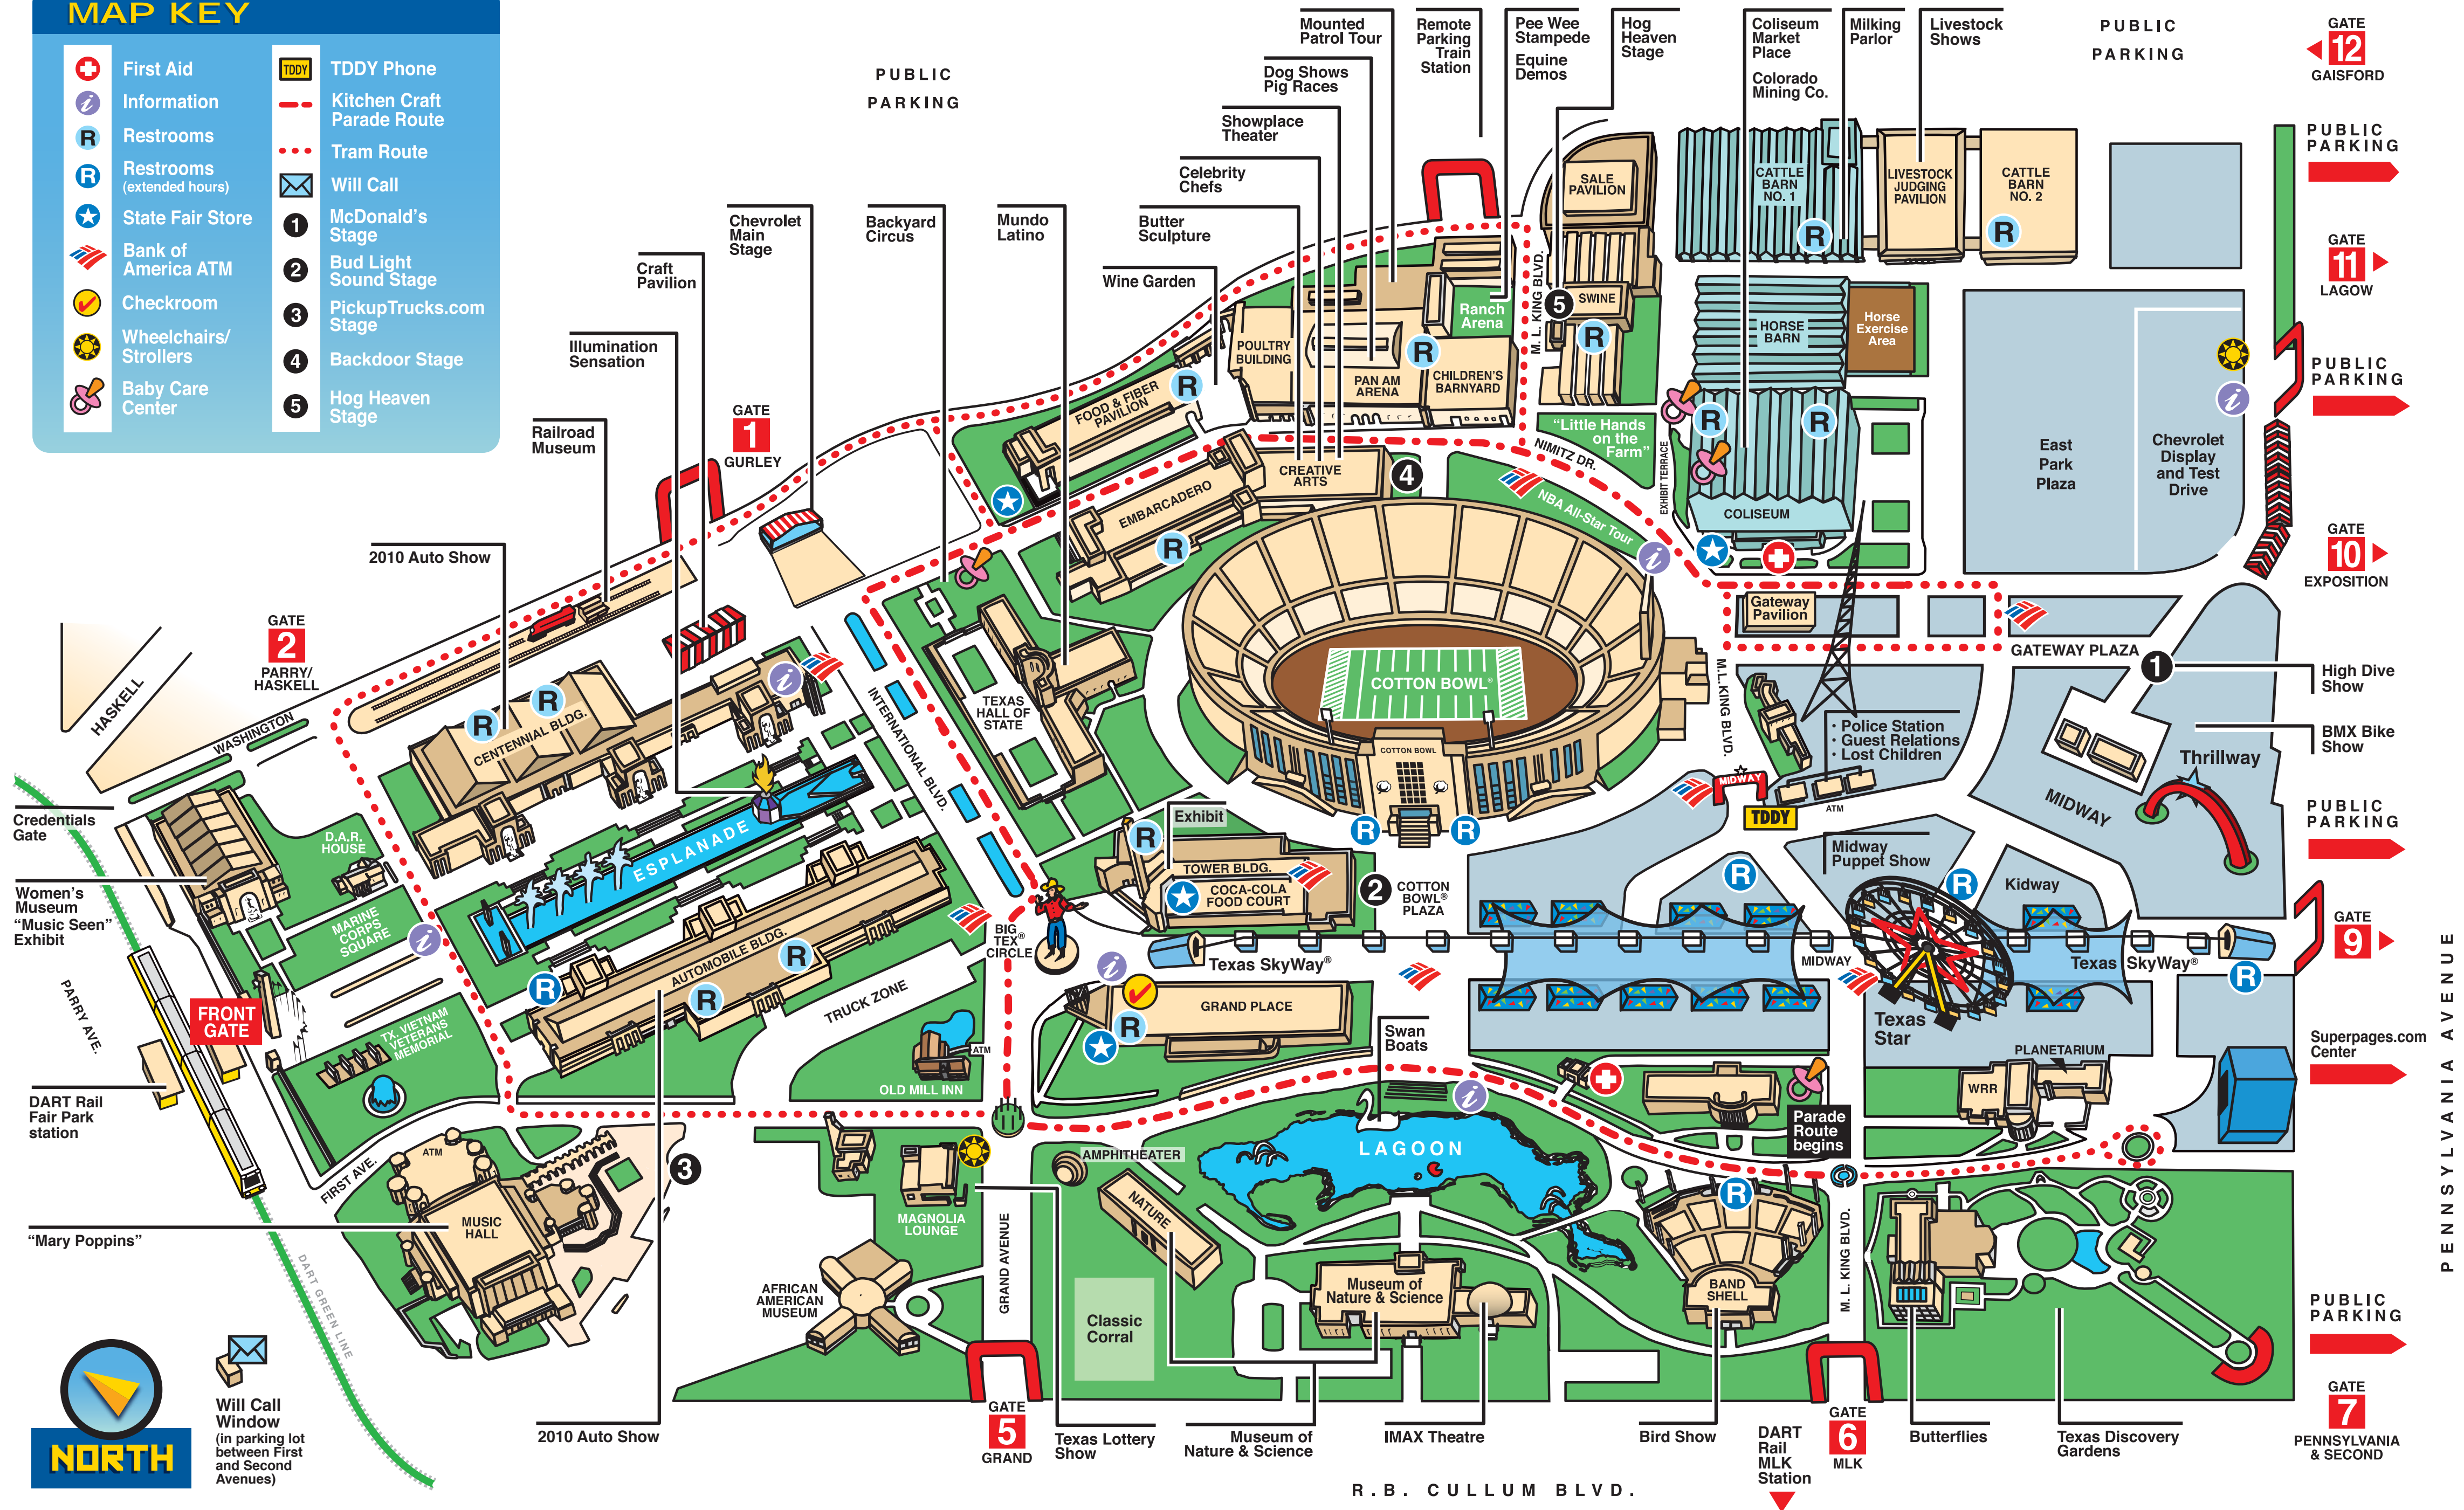 MAP KEY
First Aid
Information
R
Restrooms
R
Restrooms
(extended hours)
State Fair Store
Bank of
America ATM
Checkroom
Wheelchairs/
Strollers
Baby Care
Center
TDDY
TDDY Phone
Kitchen Craft
Parade Route
Tram Route
Will Call
1
McDonald's
Stage
2
Bud Light
Sound Stage
3
PickupTrucks.com
Stage
4
Backdoor Stage
5
Hog Heaven
Stage
PUBLIC
PARKING
Mounted
Patrol Tour
Remote
Parking
Train
Station
Pee Wee
Stampede
Equine
Demos
Hog
Heaven
Stage
Coliseum
Market
Place
Colorado
Mining Co.
Milking
Parlor
Livestock
Shows
PUBLIC
PARKING
GATE
12
GAISFORD
Dog Shows
Pig Races
Showplace
Theater
Celebrity
Chefs
Butter
Sculpture
Wine Garden
Mundo
Latino
Backyard
Circus
Chevrolet
Main
Stage
Craft
Pavilion
Illumination
Sensation
Railroad
Museum
2010 Auto Show
GATE
1
GURLEY
GATE
2
PARRY/
HASKELL
HASKELL
WASHINGTON
PUBLIC
PARKING
GATE
11
LAGOW
PUBLIC
PARKING
GATE
10
EXPOSITION
SALE
PAVILION
CATTLE
BARN
NO. 1
R
LIVESTOCK
JUDGING
PAVILION
CATTLE
BARN
NO. 2
R
M. L. KING BLVD.
5
SWINE
R
HORSE
BARN
Horse
Exercise
Area
Ranch
Arena
POULTRY
BUILDING
PAN AM
ARENA
R
CHILDREN'S
BARNYARD
FOOD & FIBER
PAVILION
R
"Little Hands
on the
Farm"
NIMITZ DR.
EXHIBIT TERRACE
R
R
COLISEUM
East
Park
Plaza
Chevrolet
Display
and Test
Drive
CREATIVE
ARTS
4
EMBARCADERO
R
NBA All-Star Tour
COTTON BOWL®
COTTON BOWL
R
R
Gateway
Pavilion
GATEWAY PLAZA
M.L.KING BLVD.
1
High Dive
Show
BMX Bike
Show
Thrillway
MIDWAY
· Police Station
· Guest Relations
· Lost Children
ATM
MIDWAY
TDDY
Midway
Puppet Show
R
R
Kidway
PUBLIC
PARKING
GATE
9
PENNSYLVANIA AVENUE
TEXAS
HALL OF
STATE
INTERNATIONAL BLVD.
R
R
CENTENNIAL BLDG.
ESPLANADE
Credentials
Gate
Women's
Museum
"Music Seen"
Exhibit
D.A.R.
HOUSE
MARINE
CORPS
SQUARE
PARRY AVE.
FRONT
GATE
TX. VIETNAM
VETERANS
MEMORIAL
R
AUTOMOBILE BLDG.
R
R
TRUCK ZONE
BIG
TEX®
CIRCLE
Exhibit
R
TOWER BLDG.
COCA-COLA
FOOD COURT
2
COTTON
BOWL®
PLAZA
Texas SkyWay®
MIDWAY
Texas SkyWay®
R
Texas
Star
GRAND PLACE
R
Swan
Boats
OLD MILL INN
ATM
PLANETARIUM
WRR
Superpages.com
Center
DART Rail
Fair Park
station
FIRST AVE.
ATM
MUSIC
HALL
3
"Mary Poppins"
DART GREEN LINE
MAGNOLIA
LOUNGE
GRAND AVENUE
AFRICAN
AMERICAN
MUSEUM
AMPHITHEATER
NATURE
LAGOON
Classic
Corral
Museum of
Nature & Science
Parade
Route
begins
R
BAND
SHELL
M. L. KING BLVD.
PUBLIC
PARKING
GATE
7
PENNSYLVANIA
& SECOND
NORTH
Will Call
Window
(in parking lot
between First
and Second
Avenues)
2010 Auto Show
GATE
5
GRAND
Texas Lottery
Show
Museum of
Nature & Science
IMAX Theatre
Bird Show
DART
Rail
MLK
Station
GATE
6
MLK
Butterflies
Texas Discovery
Gardens
R.B. CULLUM BLVD.